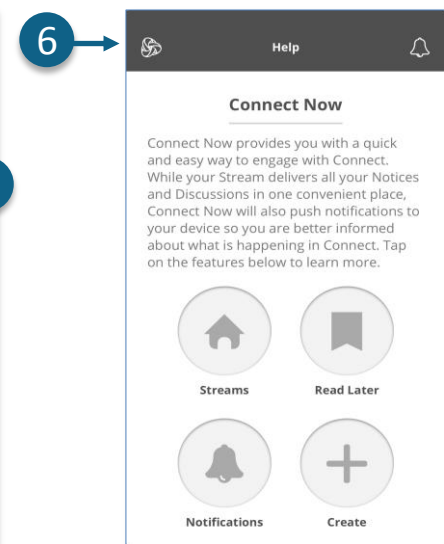 6
Help
Connect Now
Connect Now provides you with a quick
and easy way to engage with Connect.
While your Stream delivers all your Notices
and Discussions in one convenient place,
Connect Now will also push notifications to
your device so you are better informed
about what is happening in Connect. Tap
on the features below to learn more.
Streams
Read Later
Notifications
Create